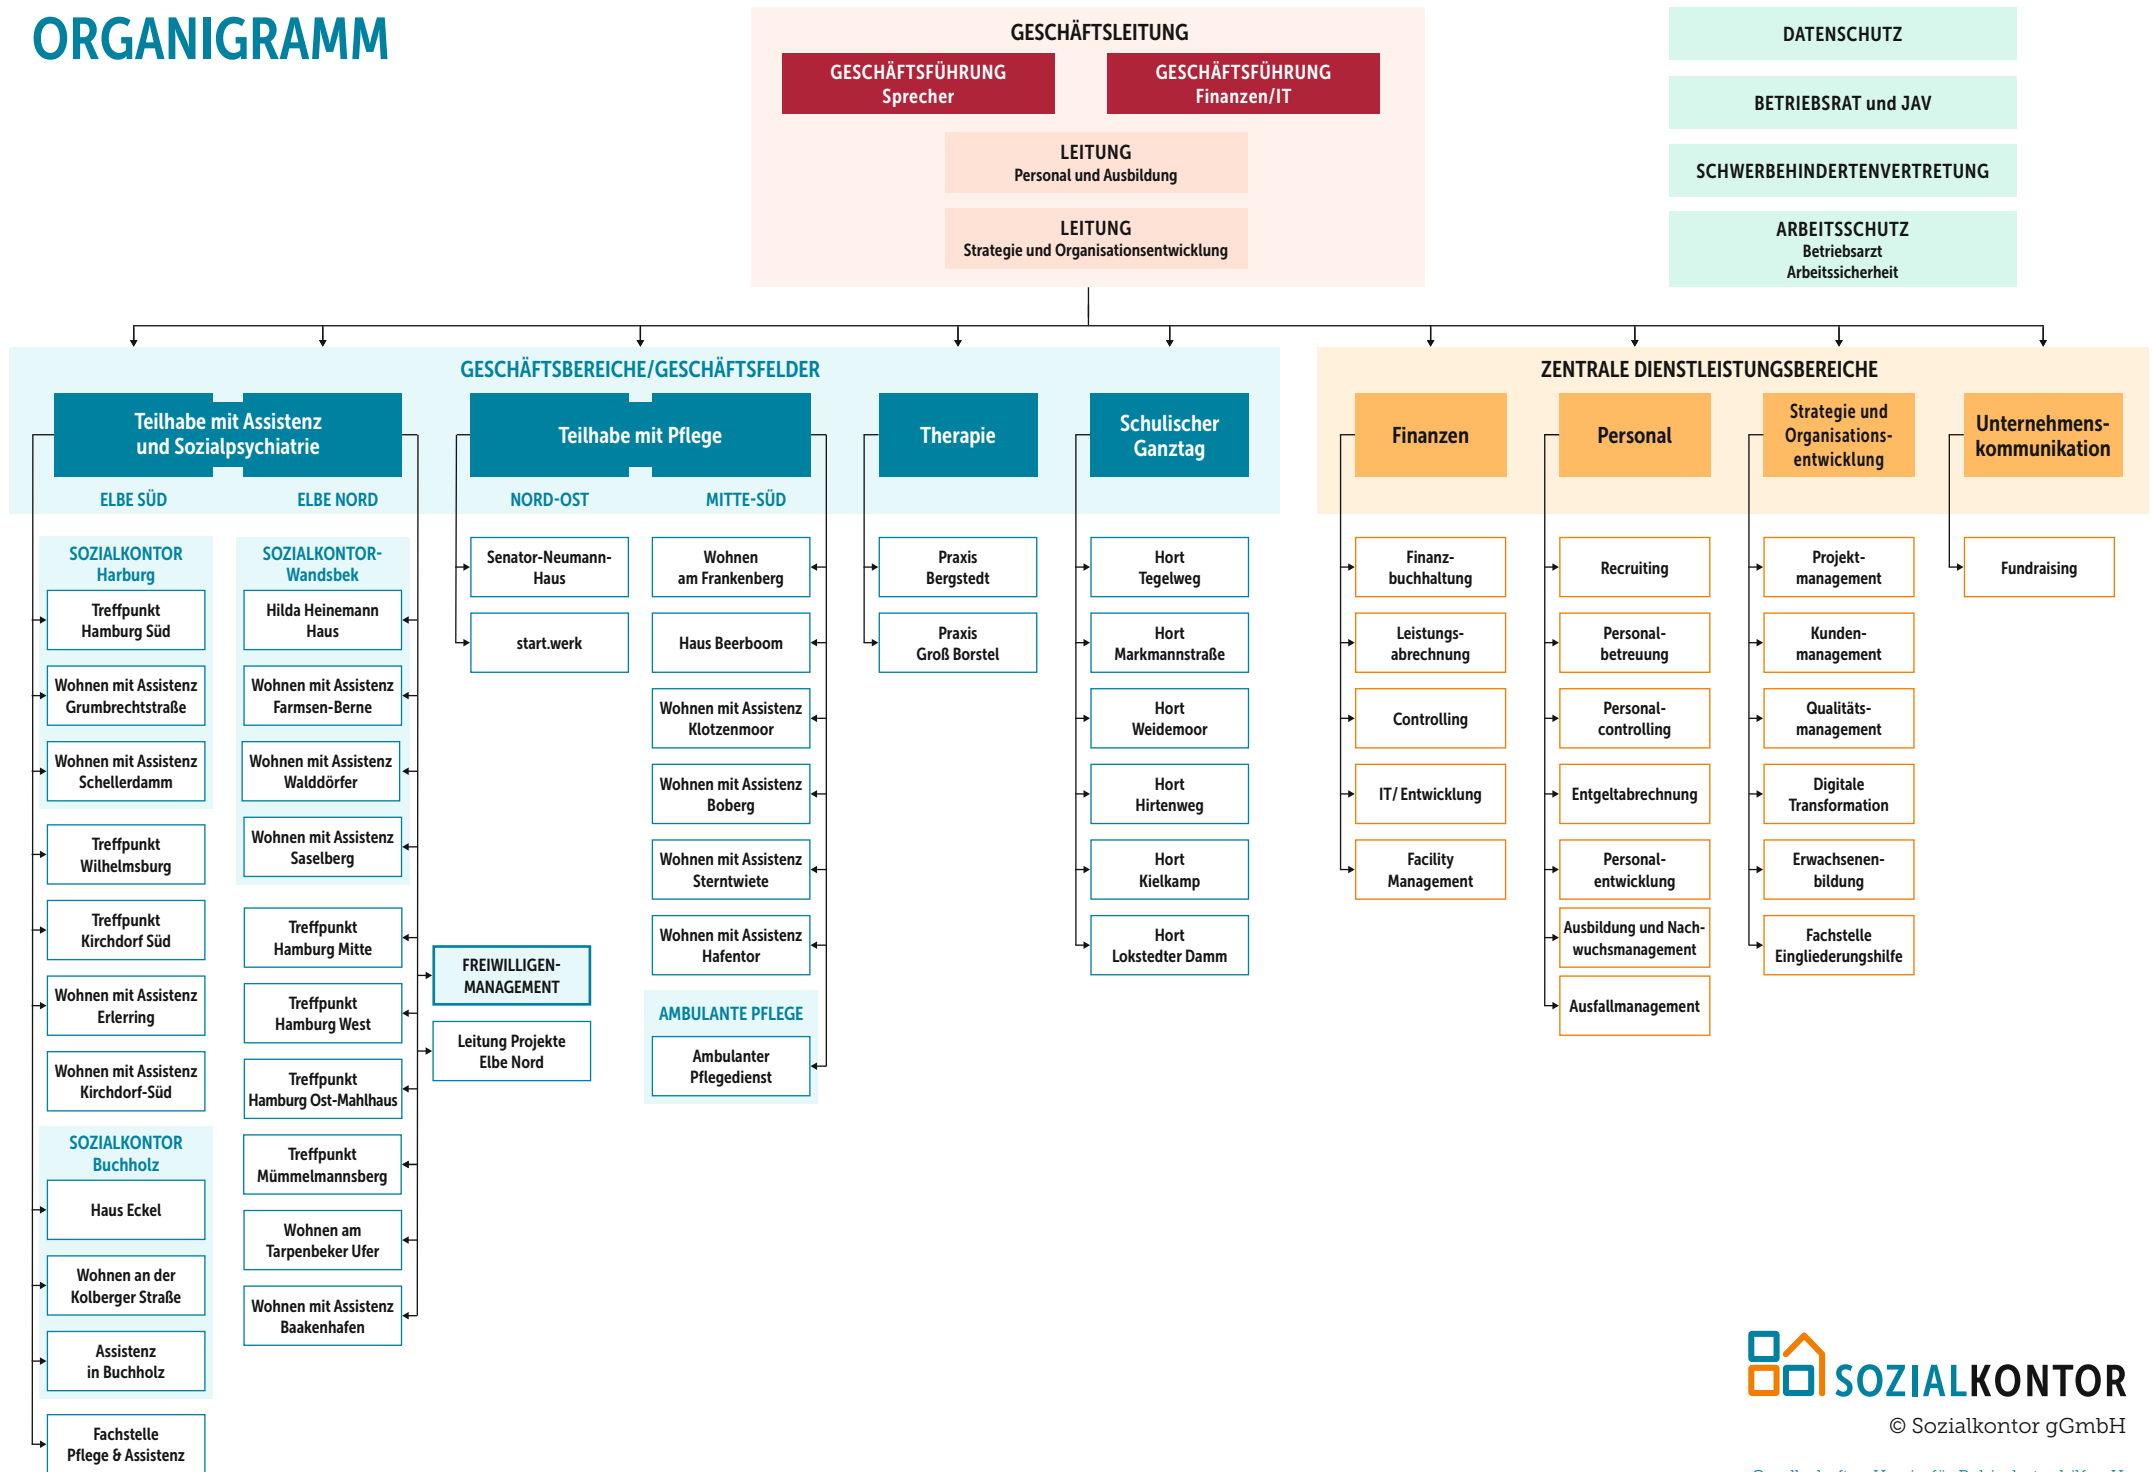 ORGANIGRAMM
GESCHÄFTSLEITUNG
GESCHÄFTSFÜHRUNG
Sprecher
GESCHÄFTSFÜHRUNG
Finanzen/IT
LEITUNG
Personal und Ausbildung
LEITUNG
Strategie und Organisationsentwicklung
DATENSCHUTZ
BETRIEBSRAT und JAV
SCHWERBEHINDERTENVERTRETUNG
ARBEITSSCHUTZ
Betriebsarzt
Arbeitssicherheit
GESCHÄFTSBEREICHE/GESCHÄFTSFELDER
Teilhabe mit Assistenz
und Sozialpsychiatrie
ELBE SÜD
ELBE NORD
Teilhabe mit Pflege
NORD-OST
MITTE-SÜD
Therapie
Schulischer
Ganztag
ZENTRALE DIENSTLEISTUNGSBEREICHE
Finanzen
Personal
Strategie und
Organisations-
entwicklung
Unternehmens-
kommunikation
SOZIALKONTOR
Harburg
Treffpunkt
Hamburg Süd
Wohnen mit Assistenz
Grumbrechtstraße
Wohnen mit Assistenz
Schellerdamm
Treffpunkt
Wilhelmsburg
Treffpunkt
Kirchdorf Süd
Wohnen mit Assistenz
Erlerring
Wohnen mit Assistenz
Kirchdorf-Süd
SOZIALKONTOR
Buchholz
Haus Eckel
Wohnen an der
Kolberger Straße
Assistenz
in Buchholz
Fachstelle
Pflege & Assistenz
SOZIALKONTOR-
Wandsbek
Hilda Heinemann
Haus
Wohnen mit Assistenz
Farmsen-Berne
Wohnen mit Assistenz
Walddörfer
Wohnen mit Assistenz
Saselberg
Treffpunkt
Hamburg Mitte
Treffpunkt
Hamburg West
Treffpunkt
Hamburg Ost-Mahlhaus
Treffpunkt
Mümmelmannsberg
Wohnen am
Tarpenbeker Ufer
Wohnen mit Assistenz
Baakenhafen
FREIWILLIGEN-
MANAGEMENT
Leitung Projekte
Elbe Nord
Senator-Neumann-
Haus
start.werk
Wohnen
am Frankenberg
Haus Beerboom
Wohnen mit Assistenz
Klotzenmoor
Wohnen mit Assistenz
Boberg
Wohnen mit Assistenz
Sterntwiete
Wohnen mit Assistenz
Hafentor
AMBULANTE PFLEGE
Ambulanter
Pflegedienst
Praxis
Bergstedt
Praxis
Groß Borstel
Hort
Tegelweg
Hort
Markmannstraße
Hort
Weidemoor
Hort
Hirtenweg
Hort
Kielkamp
Hort
Lokstedter Damm
Finanz-
buchhaltung
Leistungs-
abrechnung
Controlling
IT/ Entwicklung
Facility
Management
Recruiting
Personal-
betreuung
Personal-
controlling
Entgeltabrechnung
Personal-
entwicklung
Ausbildung und Nach-
wuchsmanagement
Ausfallmanagement
Projekt-
management
Kunden-
management
Qualitäts-
management
Digitale
Transformation
Erwachsenen-
bildung
Fachstelle
Eingliederungshilfe
Fundraising
SOZIALKONTOR
© Sozialkontor gGmbH